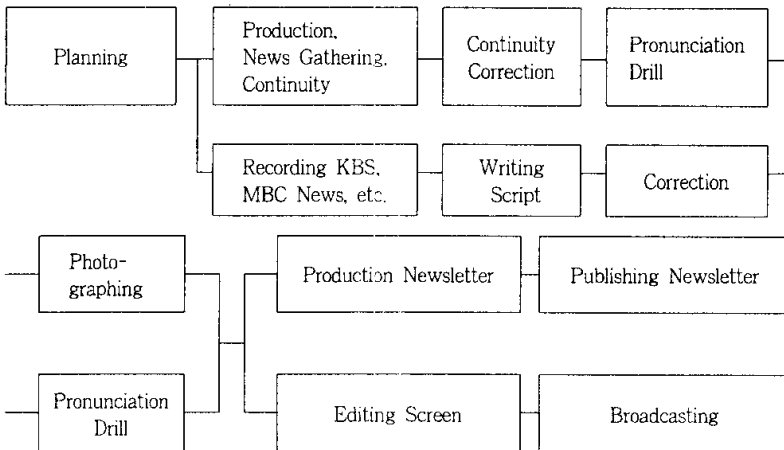 Planning
Production,
News Gathering,
Continuity
Continuity
Correction
Pronunciation
Drill
Recording KBS,
MBC News, etc.
Writing
Script
Correction
Photo-
graphing
Production Newsletter
Publishing Newsletter
Pronunciation
Drill
Editing Screen
Broadcasting